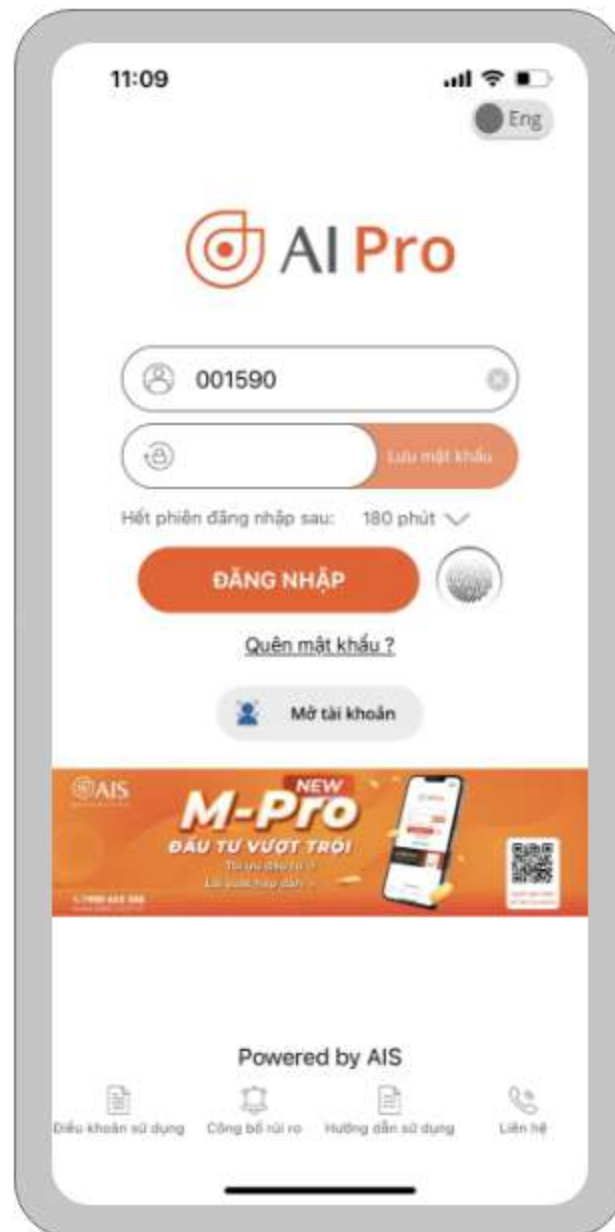 11:09
Eng
AI Pro
001590
Lưu mật khẩu
Hết phiên đăng nhập sau: 180 phút
ĐĂNG NHẬP
Quên mật khẩu ?
Mở tài khoản
AIS
NEW
M-Pro
ĐẦU TƯ VƯỢT TRỘI
Powered by AIS
Điều khoản sử dụng
Công bố rủi ro
Hướng dẫn sử dụng
Liên hệ